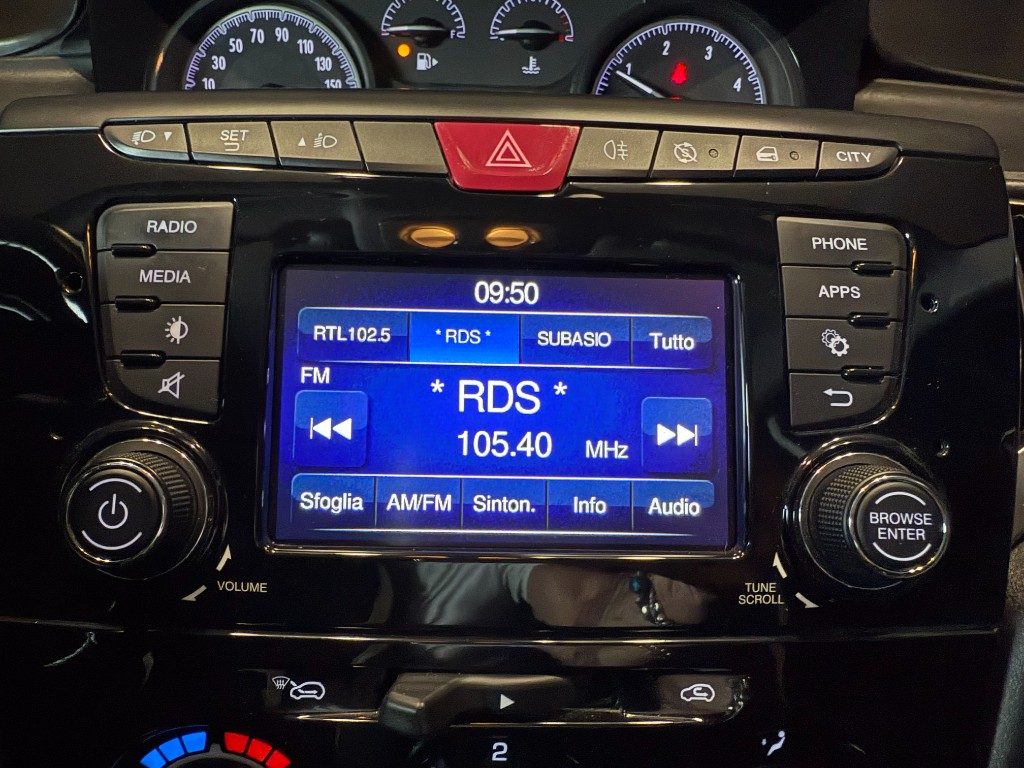 10 30 50 70 90 110 130 150
1 2 3 4
SET
CITY
RADIO
MEDIA
PHONE
APPS
09:50
RTL102.5 * RDS * SUBASIO Tutto
FM
* RDS *
105.40 MHz
Sfoglia AM/FM Sinton. Info Audio
BROWSE
ENTER
VOLUME
TUNE
SCROLL
2